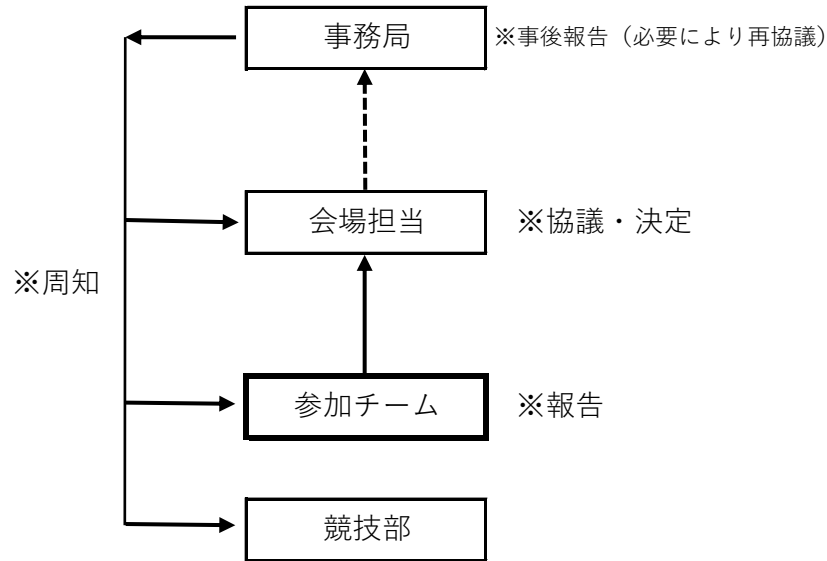 事務局
※事後報告（必要により再協議）
会場担当
※協議・決定
※周知
参加チーム
※報告
競技部